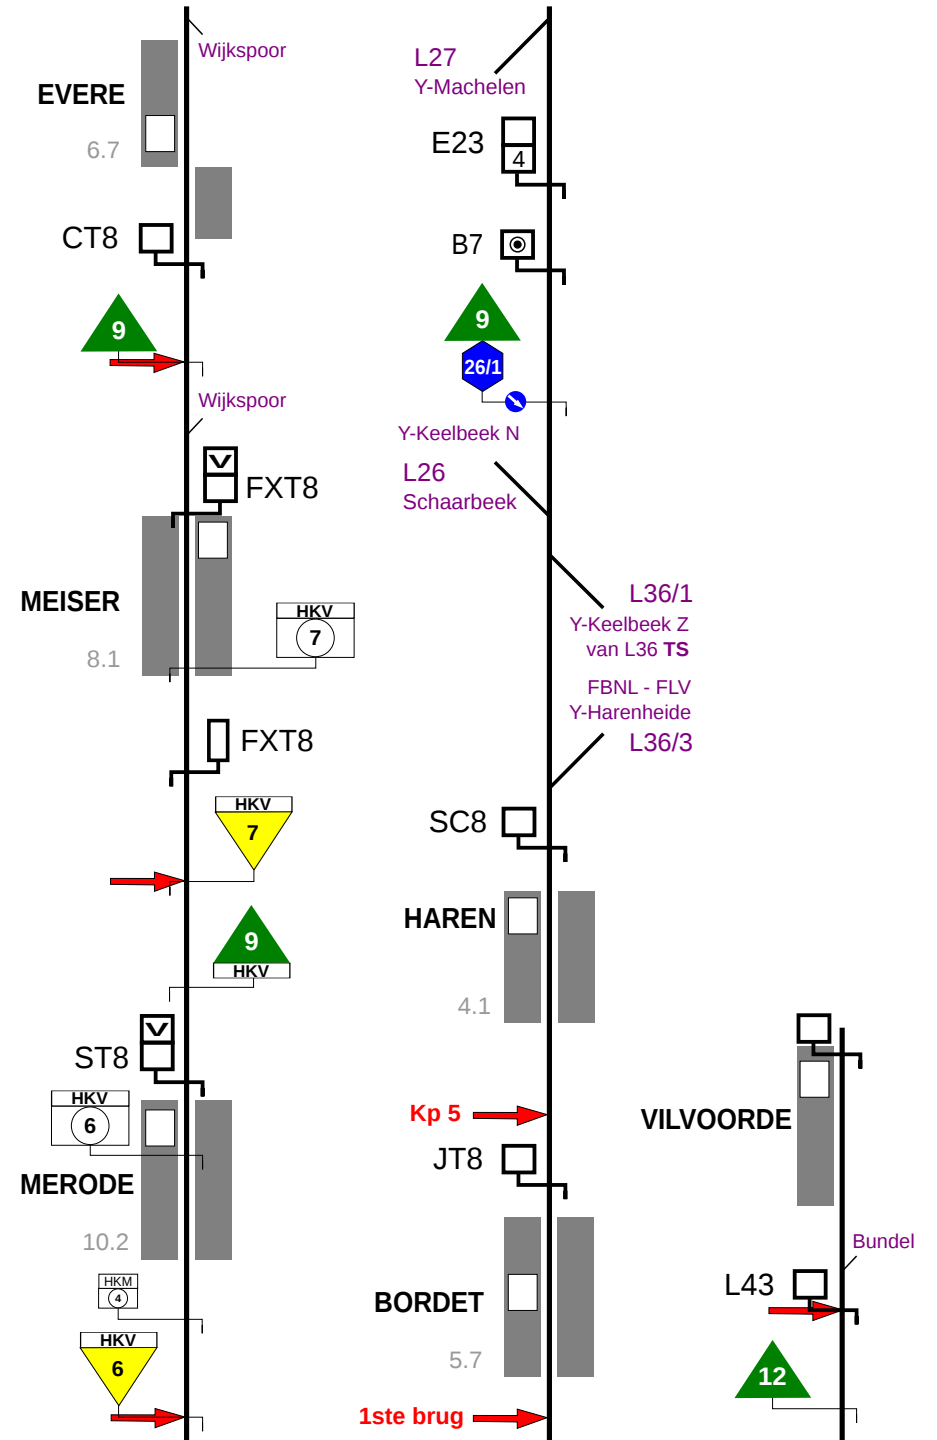 Wijkspoor
EVERE
6.7
CT8
9
Wijkspoor
V
FXT8
MEISER
HKV
7
8.1
FXT8
HKV
7
9
HKV
V
ST8
HKV
6
MERODE
10.2
HKM
4
HKV
6
L27
Y-Machelen
E23
4
B7
9
26/1
Y-Keelbeek N
L26
Schaarbeek
L36/1
Y-Keelbeek Z
van L36 TS
FBNL - FLV
Y-Harenheide
L36/3
SC8
HAREN
4.1
Kp 5
JT8
BORDET
5.7
1ste brug
VILVOORDE
Bundel
L43
12